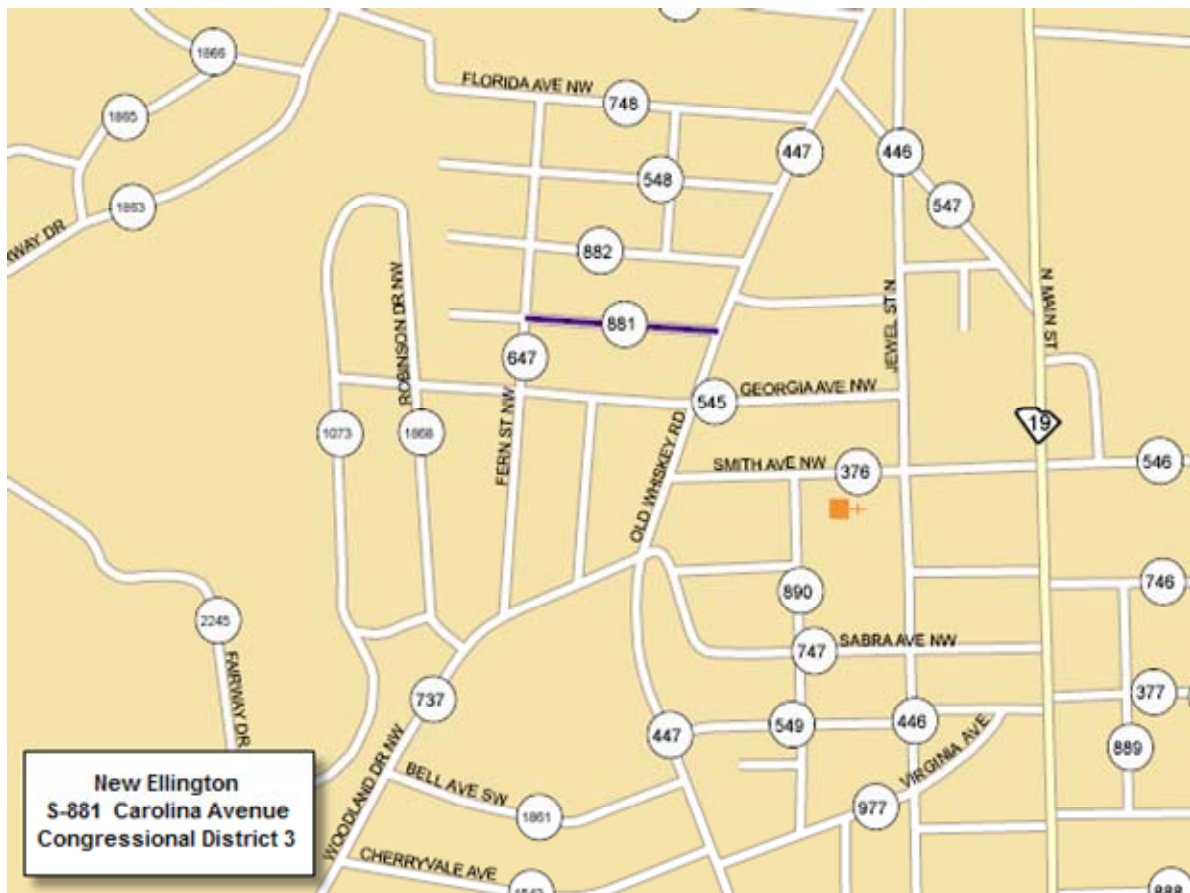 1866
FLORIDA AVE NW
748
1865
447
446
548
547
1863
882
N MAIN ST
ROBINSON DR NW
881
JEWEL ST N
647
GEORGIA AVE NW
545
19
1073
1868
FERN ST NW
OLD WHISKEY RD
SMITH AVE NW
376
546
746
890
2245
SABRA AVE NW
747
FAIRWAY DR
737
377
447
549
446
889
VIRGINIA AVE
WOODLAND DR NW
BELL AVE SW
1861
977
New Ellington
S-881 Carolina Avenue
Congressional District 3
CHERRYVALE AVE
888